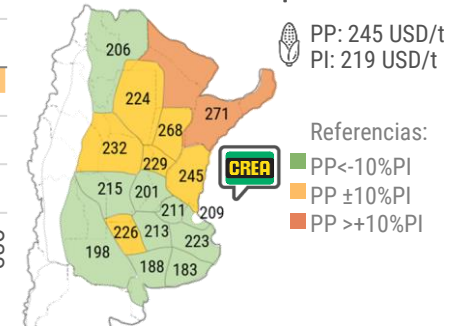 PP: 245 USD/t
PI: 219 USD/t
206
224
271
268
232
229
CREA
245
215
201
211
209
226
213
223
198
188
183
Referencias:
PP<-10%PI
PP ±10%PI
PP >+10%PI